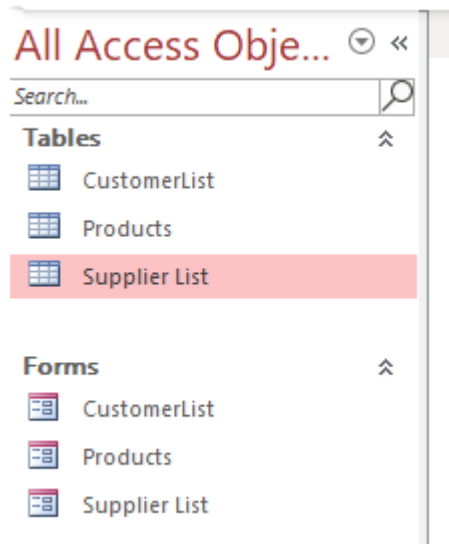 All Access Obje...
Search...
Tables
CustomerList
Products
Supplier List
Forms
CustomerList
Products
Supplier List